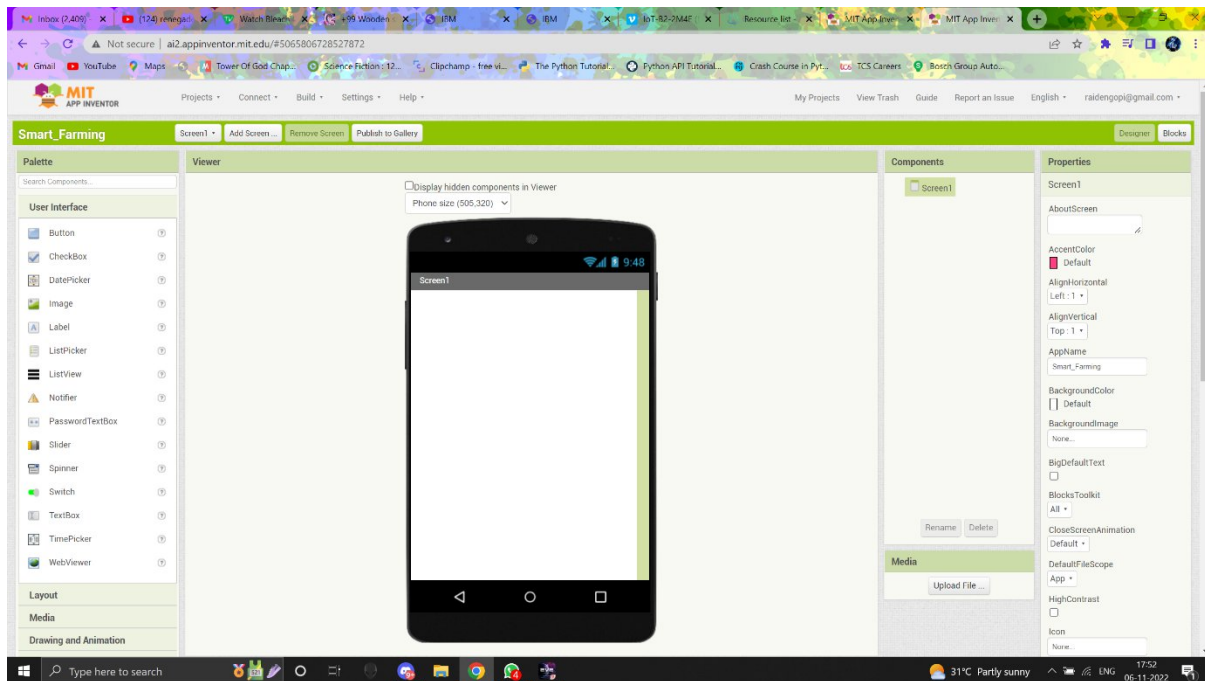 Inbox (2,409)
(124) renegad
Watch Bleach
+99 Wooden
IBM
IBM
IoT-B2-2M4E
Resource list -
MIT App Inver
MIT App Inver
Not secure | ai2.appinventor.mit.edu/#5065806728527872
Gmail YouTube Maps Tower Of God Chap... Science Fiction : 12... Clipchamp - free vi... The Python Tutorial... Python API Tutorial... Crash Course in Pyt... TCS Careers Bosch Group Auto...
MIT
APP INVENTOR
Projects Connect Build Settings Help My Projects View Trash Guide Report an Issue English raidengopi@gmail.com
Smart_Farming Screen1 Add Screen ... Remove Screen Publish to Gallery Designer Blocks
Palette
Search Components...
User Interface
Button
CheckBox
DatePicker
Image
Label
ListPicker
ListView
Notifier
PasswordTextBox
Slider
Spinner
Switch
TextBox
TimePicker
WebViewer
Layout
Media
Drawing and Animation
Viewer
Display hidden components in Viewer
Phone size (505,320)
9:48
Screen1
Components
Screen1
Rename Delete
Media
Upload File ...
Properties
Screen1
AboutScreen
AccentColor
Default
AlignHorizontal
Left : 1
AlignVertical
Top : 1
AppName
Smart_Farming
BackgroundColor
Default
BackgroundImage
None...
BigDefaultText
BlocksToolkit
All
CloseScreenAnimation
Default
DefaultFileScope
App
HighContrast
Icon
None...
Type here to search
31°C Partly sunny
ENG
17:52
06-11-2022